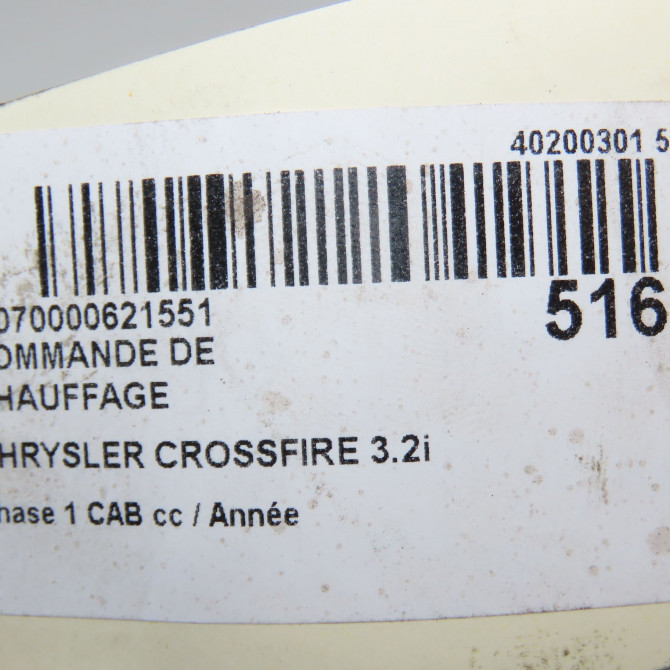 40200301 5
516
070000621551
OMMANDE DE
HAUFFAGE
HRYSLER CROSSFIRE 3.2i
hase 1 CAB cc / Année